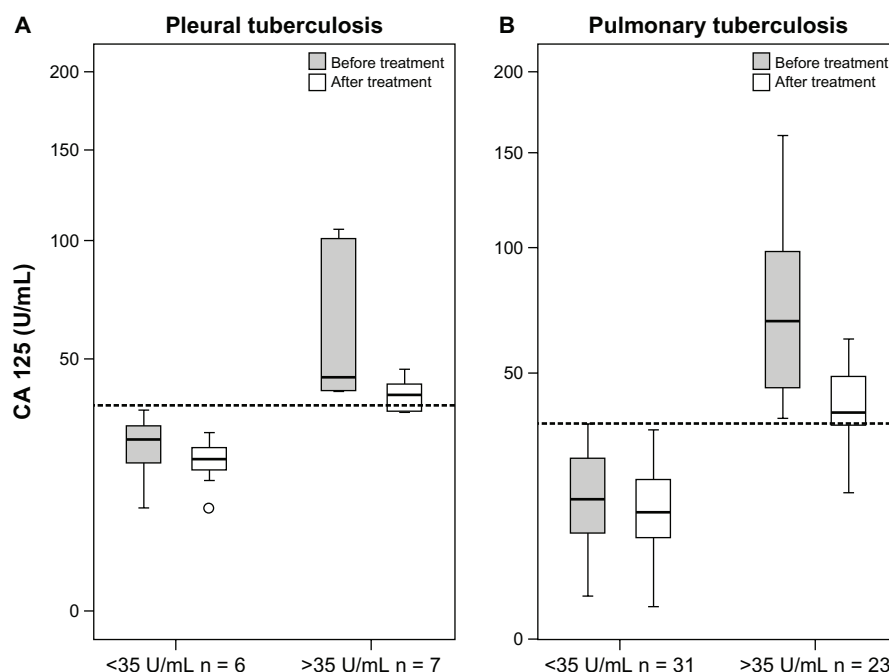 A
Pleural tuberculosis
Before treatment
After treatment
CA 125 (U/mL)
200
150
100
50
0
<35 U/mL n = 6
>35 U/mL n = 7
B
Pulmonary tuberculosis
Before treatment
After treatment
200
150
100
50
0
<35 U/mL n = 31
>35 U/mL n = 23